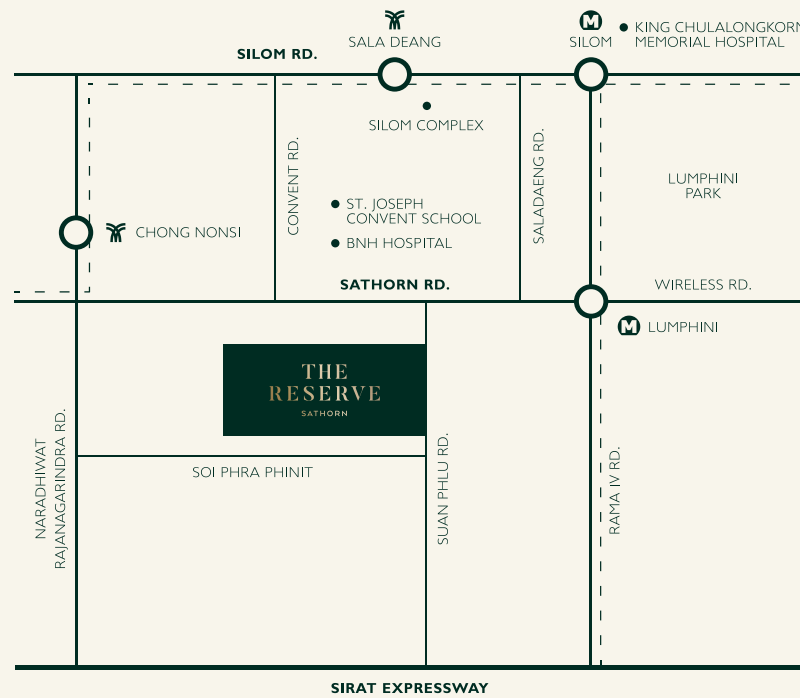 SALA DEANG
M
SILOM
KING CHULALONGKORN
MEMORIAL HOSPITAL
SILOM RD.
SILOM COMPLEX
CONVENT RD.
SALADAENG RD.
LUMPHINI
PARK
ST. JOSEPH
CONVENT SCHOOL
CHONG NONSI
BNH HOSPITAL
SATHORN RD.
WIRELESS RD.
M
LUMPHINI
THE
RESERVE
SATHORN
NARADHIWAT
RAJANAGARINDRA RD.
SOI PHRA PHINIT
SUAN PHLU RD.
RAMA IV RD.
SIRAT EXPRESSWAY